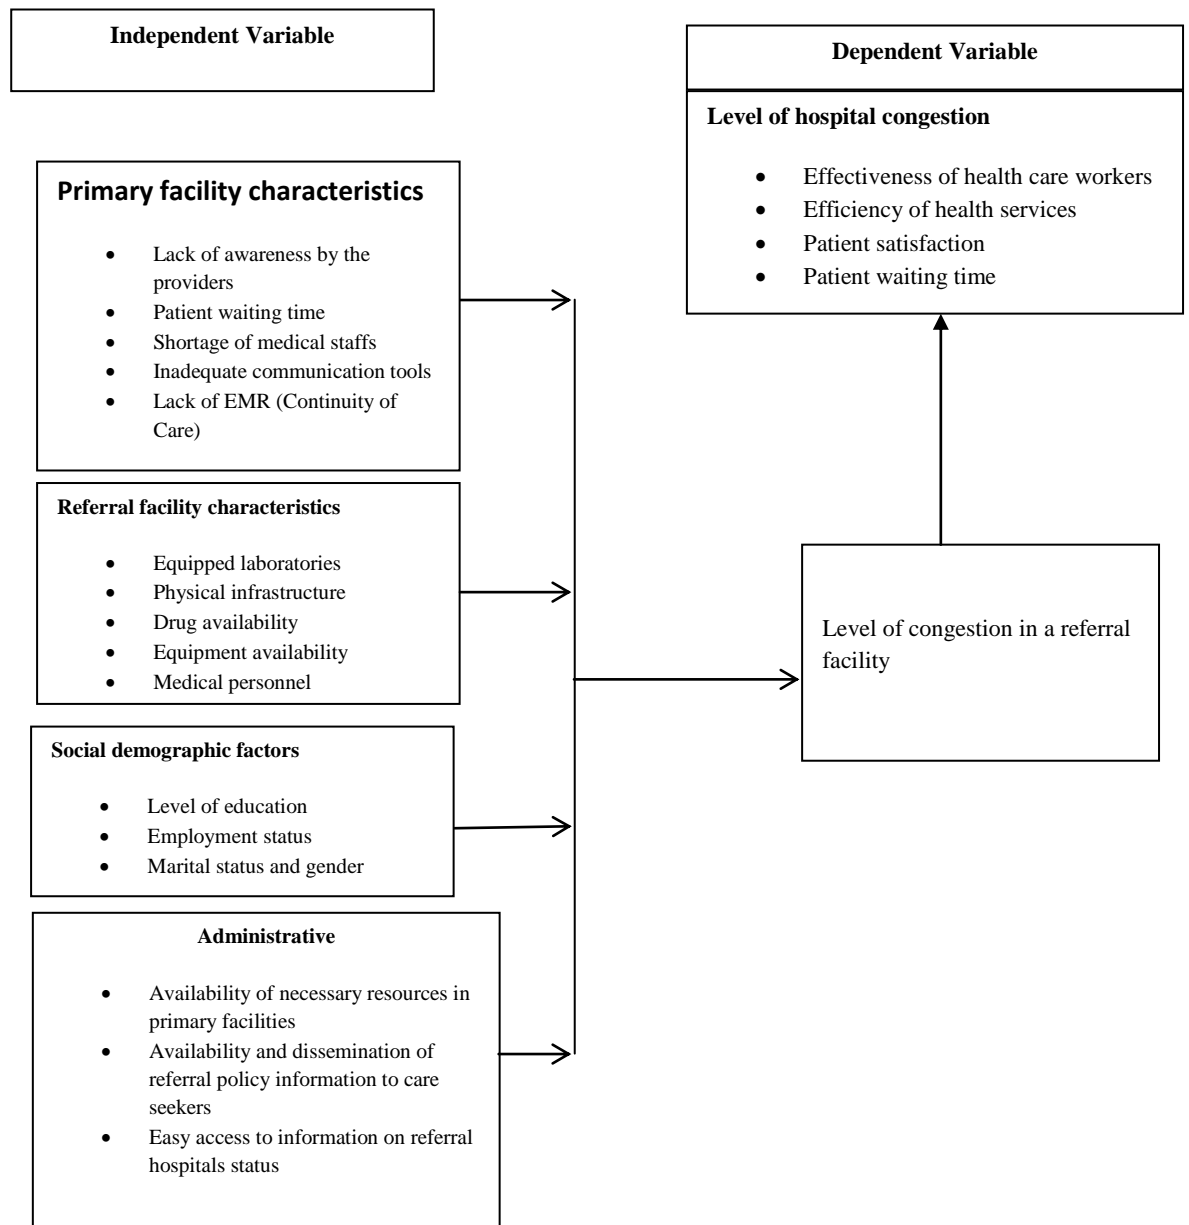 Independent Variable
Dependent Variable
Level of hospital congestion
• Effectiveness of health care workers
• Efficiency of health services
• Patient satisfaction
• Patient waiting time
Primary facility characteristics
• Lack of awareness by the
providers
• Patient waiting time
• Shortage of medical staffs
• Inadequate communication tools
• Lack of EMR (Continuity of
Care)
Referral facility characteristics
• Equipped laboratories
• Physical infrastructure
• Drug availability
• Equipment availability
• Medical personnel
Level of congestion in a referral
facility
Social demographic factors
• Level of education
• Employment status
• Marital status and gender
Administrative
• Availability of necessary resources in
primary facilities
• Availability and dissemination of
referral policy information to care
seekers
• Easy access to information on referral
hospitals status